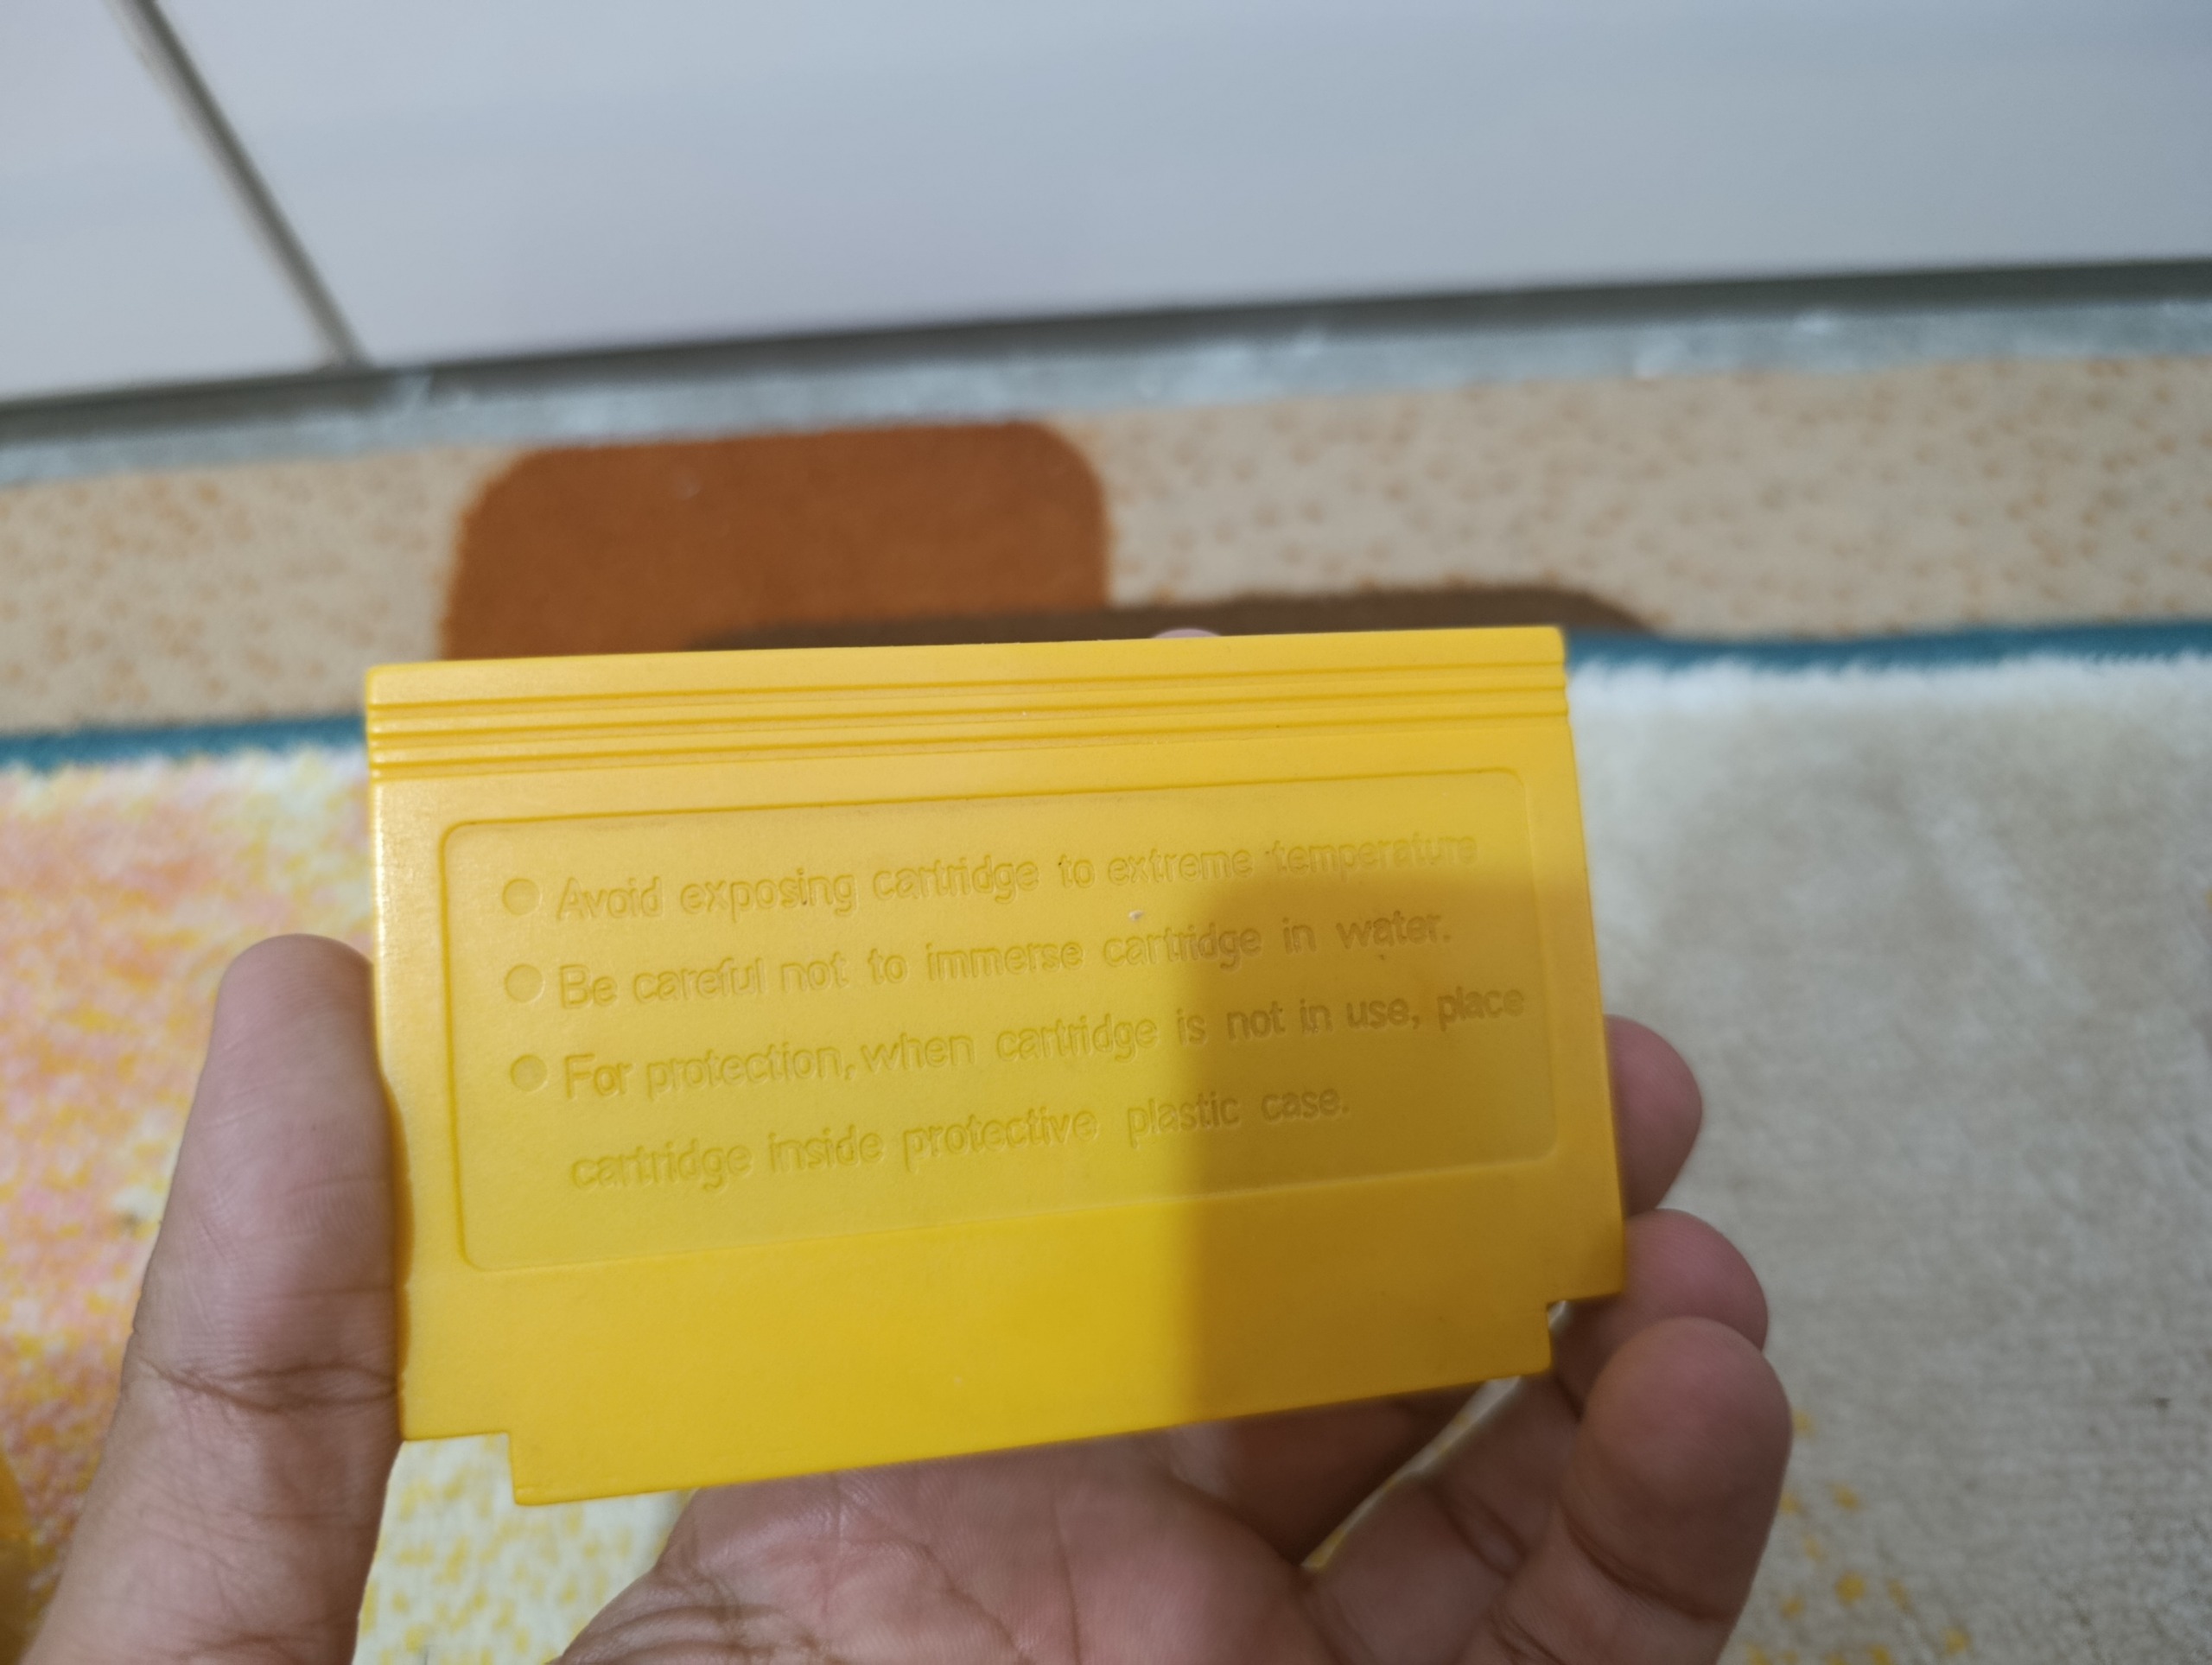 Avoid exposing cartridge to extreme temperature
Be careful not to immerse cartridge in water.
For protection, when cartridge is not in use, place
cartridge inside protective plastic case.